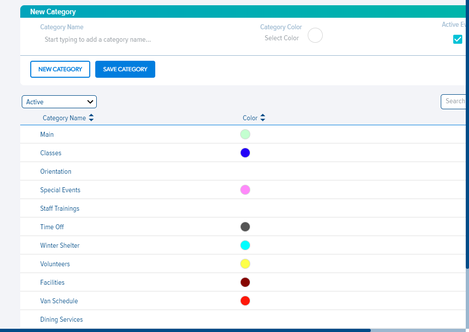 New Category
Category Name
Category Color
Active
Start typing to add a category name...
Select Color
NEW CATEGORY
SAVE CATEGORY
Active
Search
Category Name
Color
Main
Classes
Orientation
Special Events
Staff Trainings
Time Off
Winter Shelter
Volunteers
Facilities
Van Schedule
Dining Services